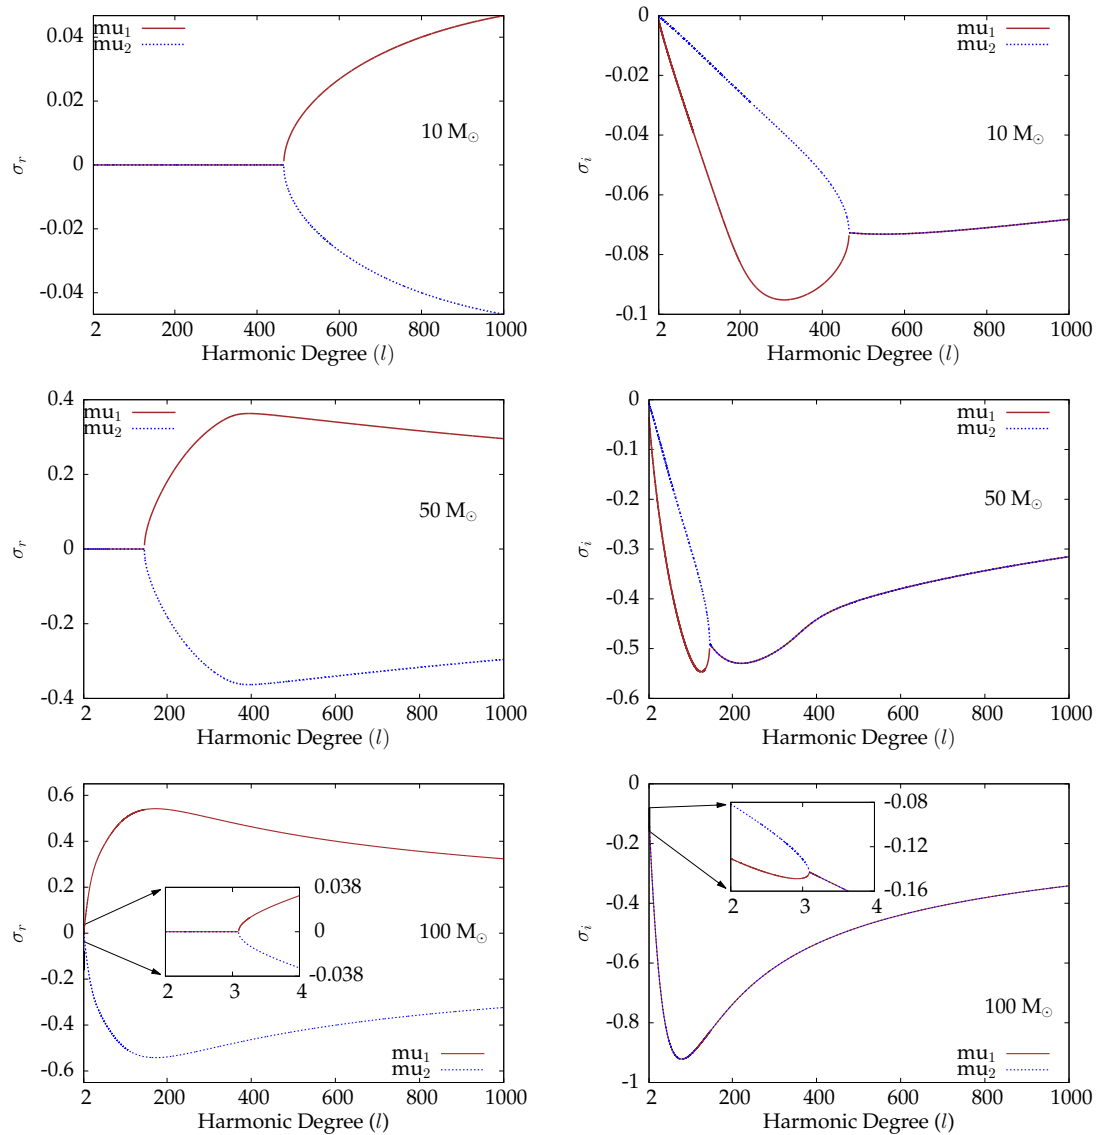 mu₁
mu₂
0.04
0.02
0
-0.02
-0.04
σᵣ
10 M☉
2 200 400 600 800 1000
Harmonic Degree (l)
mu₁
mu₂
0
-0.02
-0.04
-0.06
-0.08
-0.1
σᵢ
10 M☉
2 200 400 600 800 1000
Harmonic Degree (l)
mu₁
mu₂
0.4
0.2
0
-0.2
-0.4
σᵣ
50 M☉
2 200 400 600 800 1000
Harmonic Degree (l)
mu₁
mu₂
0
-0.1
-0.2
-0.3
-0.4
-0.5
-0.6
σᵢ
50 M☉
2 200 400 600 800 1000
Harmonic Degree (l)
0.6
0.4
0.2
0
-0.2
-0.4
-0.6
σᵣ
0.038
0
-0.038
2 3 4
100 M☉
mu₁
mu₂
2 200 400 600 800 1000
Harmonic Degree (l)
0
-0.2
-0.4
-0.6
-0.8
-1
σᵢ
-0.08
-0.12
-0.16
2 3 4
100 M☉
mu₁
mu₂
2 200 400 600 800 1000
Harmonic Degree (l)